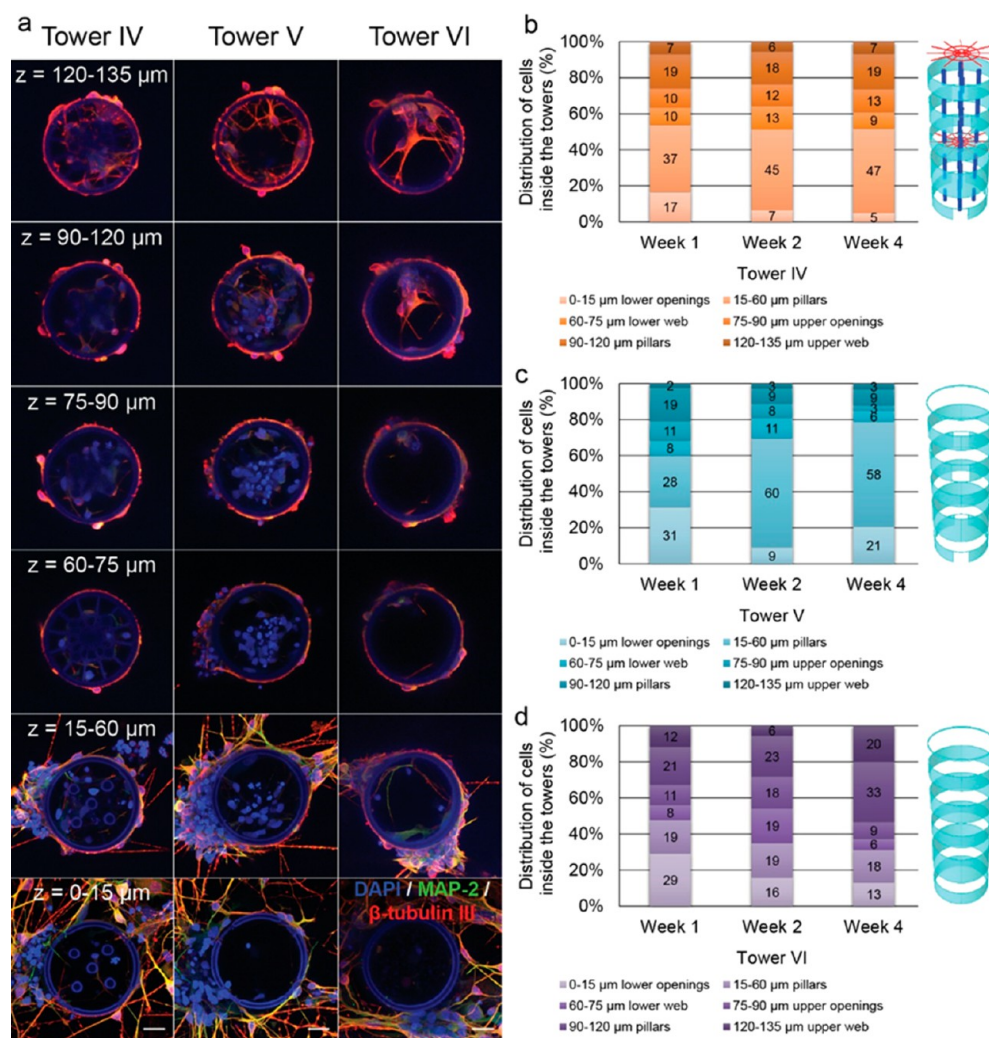 a
Tower IV Tower V Tower VI
z = 120-135 µm
z = 90-120 µm
z = 75-90 µm
z = 60-75 µm
z = 15-60 µm
z = 0-15 µm
DAPI / MAP-2 /
β-tubulin III
b
Distribution of cells
inside the towers (%)
100%
80%
60%
40%
20%
0%
7 6 7
19 18 19
10 12 13
10 13 9
37 45 47
17 7 5
Week 1 Week 2 Week 4
Tower IV
0-15 µm lower openings 15-60 µm pillars
60-75 µm lower web 75-90 µm upper openings
90-120 µm pillars 120-135 µm upper web
c
Distribution of cells
inside the towers (%)
100%
80%
60%
40%
20%
0%
2 3 3
19 9 9
11 8 3
8 11 6
28 60 58
31 9 21
Week 1 Week 2 Week 4
Tower V
0-15 µm lower openings 15-60 µm pillars
60-75 µm lower web 75-90 µm upper openings
90-120 µm pillars 120-135 µm upper web
d
Distribution of cells
inside the towers (%)
100%
80%
60%
40%
20%
0%
12 6 20
21 23 33
11 18 9
8 19 6
19 19 18
29 16 13
Week 1 Week 2 Week 4
Tower VI
0-15 µm lower openings 15-60 µm pillars
60-75 µm lower web 75-90 µm upper openings
90-120 µm pillars 120-135 µm upper web